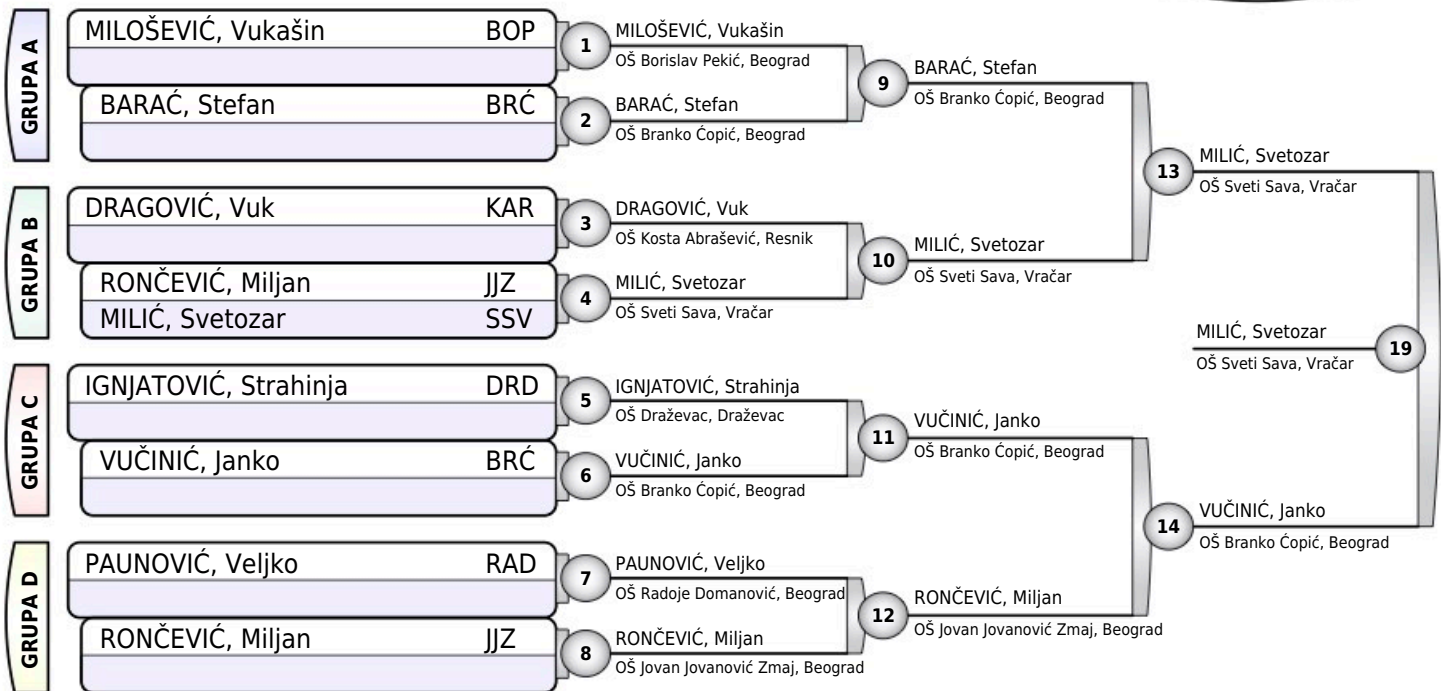 GRUPA A
MILOŠEVIĆ, Vukašin BOP
BARAĆ, Stefan BRĆ
GRUPA B
DRAGOVIĆ, Vuk KAR
RONČEVIĆ, Miljan JJZ
MILIĆ, Svetozar SSV
GRUPA C
IGNJATOVIĆ, Strahinja DRD
VUČINIĆ, Janko BRĆ
GRUPA D
PAUNOVIĆ, Veljko RAD
RONČEVIĆ, Miljan JJZ
1
MILOŠEVIĆ, Vukašin
OŠ Borislav Pekić, Beograd
2
BARAĆ, Stefan
OŠ Branko Ćopić, Beograd
3
DRAGOVIĆ, Vuk
OŠ Kosta Abrašević, Resnik
4
MILIĆ, Svetozar
OŠ Sveti Sava, Vračar
5
IGNJATOVIĆ, Strahinja
OŠ Draževac, Draževac
6
VUČINIĆ, Janko
OŠ Branko Ćopić, Beograd
7
PAUNOVIĆ, Veljko
OŠ Radoje Domanović, Beograd
8
RONČEVIĆ, Miljan
OŠ Jovan Jovanović Zmaj, Beograd
9
BARAĆ, Stefan
OŠ Branko Ćopić, Beograd
10
MILIĆ, Svetozar
OŠ Sveti Sava, Vračar
11
VUČINIĆ, Janko
OŠ Branko Ćopić, Beograd
12
RONČEVIĆ, Miljan
OŠ Jovan Jovanović Zmaj, Beograd
13
MILIĆ, Svetozar
OŠ Sveti Sava, Vračar
14
VUČINIĆ, Janko
OŠ Branko Ćopić, Beograd
MILIĆ, Svetozar
OŠ Sveti Sava, Vračar
19